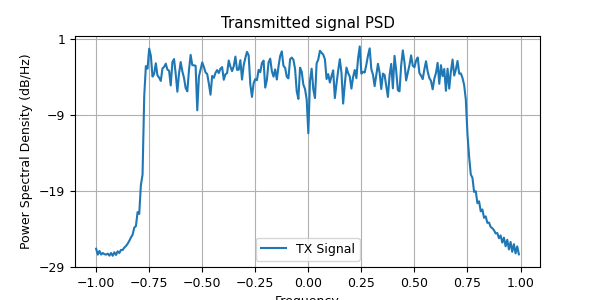 Transmitted signal PSD
Power Spectral Density (dB/Hz)
1
−9
−19
−29
−1.00 −0.75 −0.50 −0.25 0.00 0.25 0.50 0.75 1.00
TX Signal
Frequency